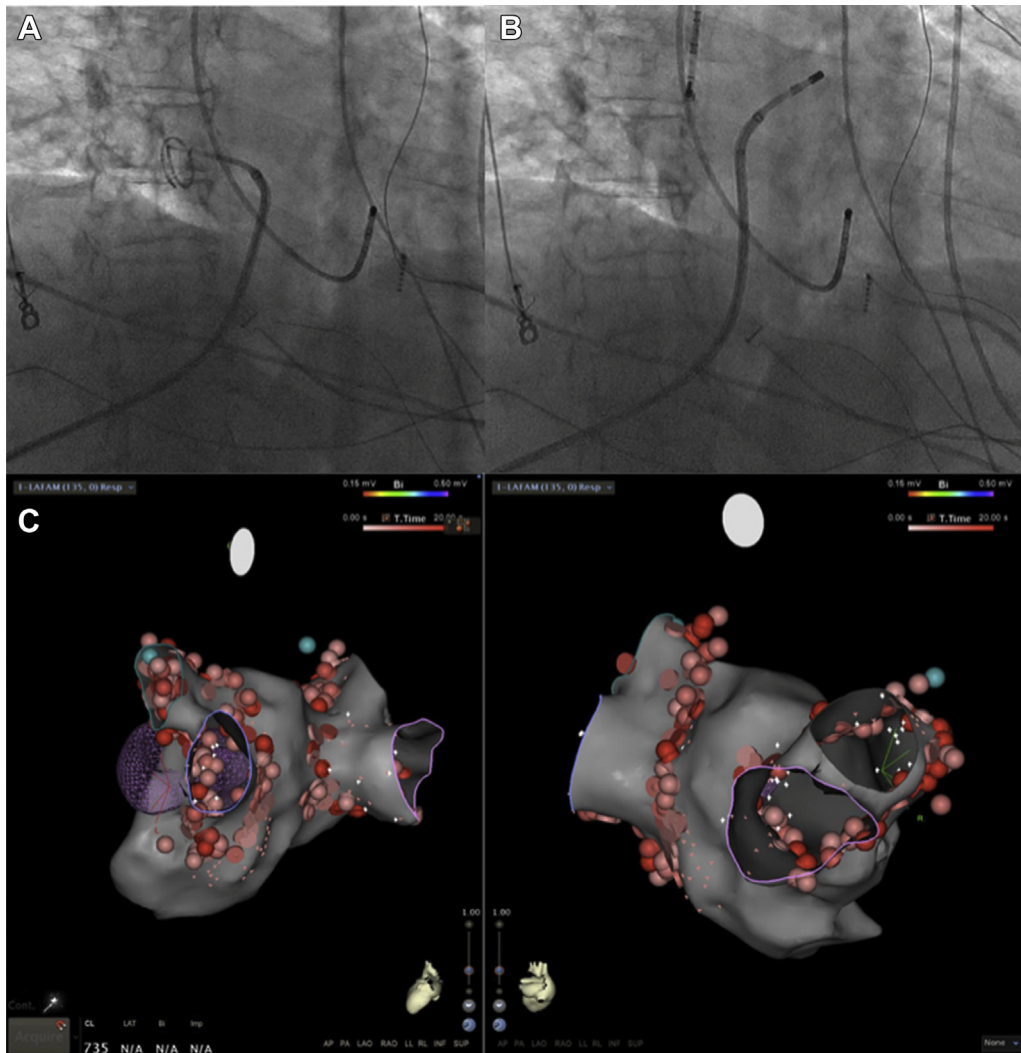 A
B
C
1-LAFAM (135, 0) Resp
0.15 mV Bi 0.50 mV
0.00 s T.Time 20.00 s
1-LAFAM (135, 0) Resp
0.15 mV Bi 0.50 mV
0.00 s T.Time 20.00 s
R
1.00
1.00
Cont.
Acquire
CL LAT Bi Imp
735 N/A N/A N/A
AP PA LAO RAO LL RL INF SUP
AP PA LAO RAO LL RL INF SUP
None